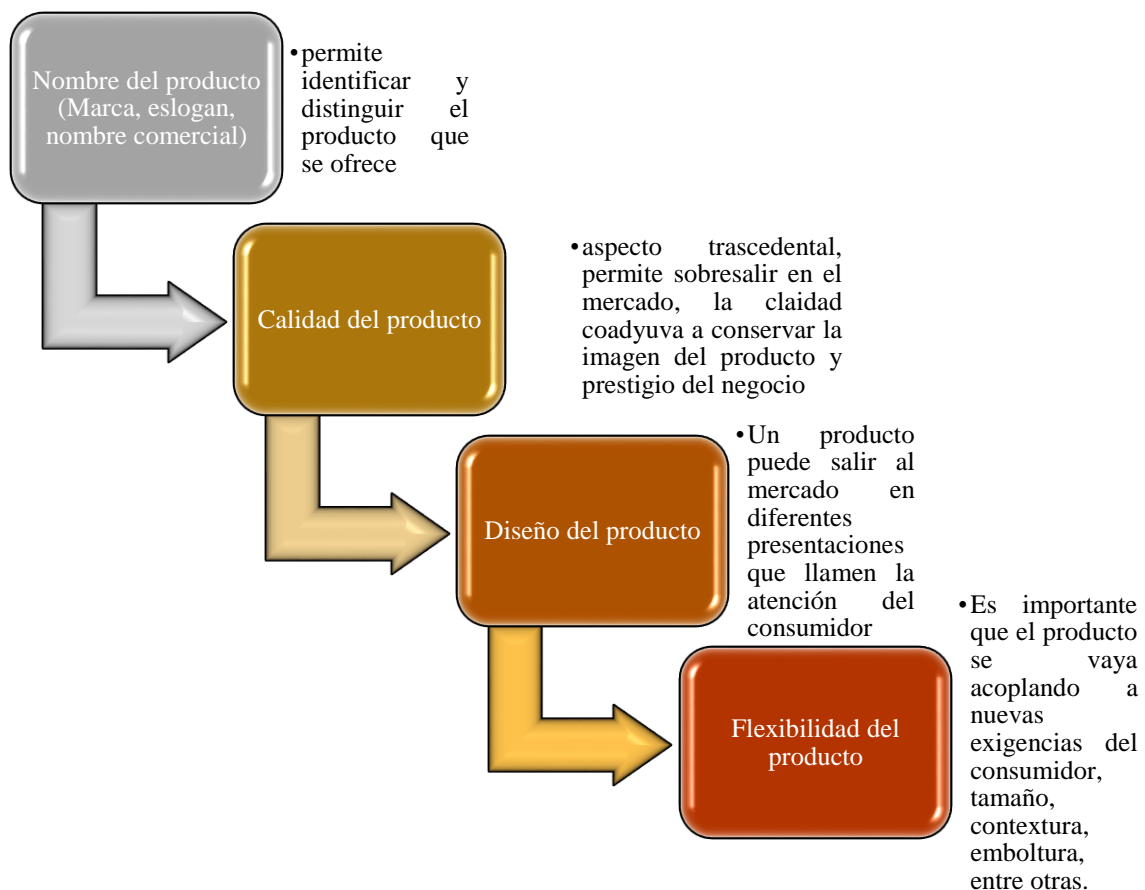 Nombre del producto
(Marca, eslogan,
nombre comercial)
•permite
identificar y
distinguir el
producto que
se ofrece
Calidad del producto
•aspecto trascedental,
permite sobresalir en el
mercado, la claidad
coadyuva a conservar la
imagen del producto y
prestigio del negocio
Diseño del producto
•Un producto
puede salir al
mercado en
diferentes
presentaciones
que llamen la
atención del
consumidor
Flexibilidad del
producto
•Es importante
que el producto
se vaya
acoplando a
nuevas
exigencias del
consumidor,
tamaño,
contextura,
emboltura,
entre otras.